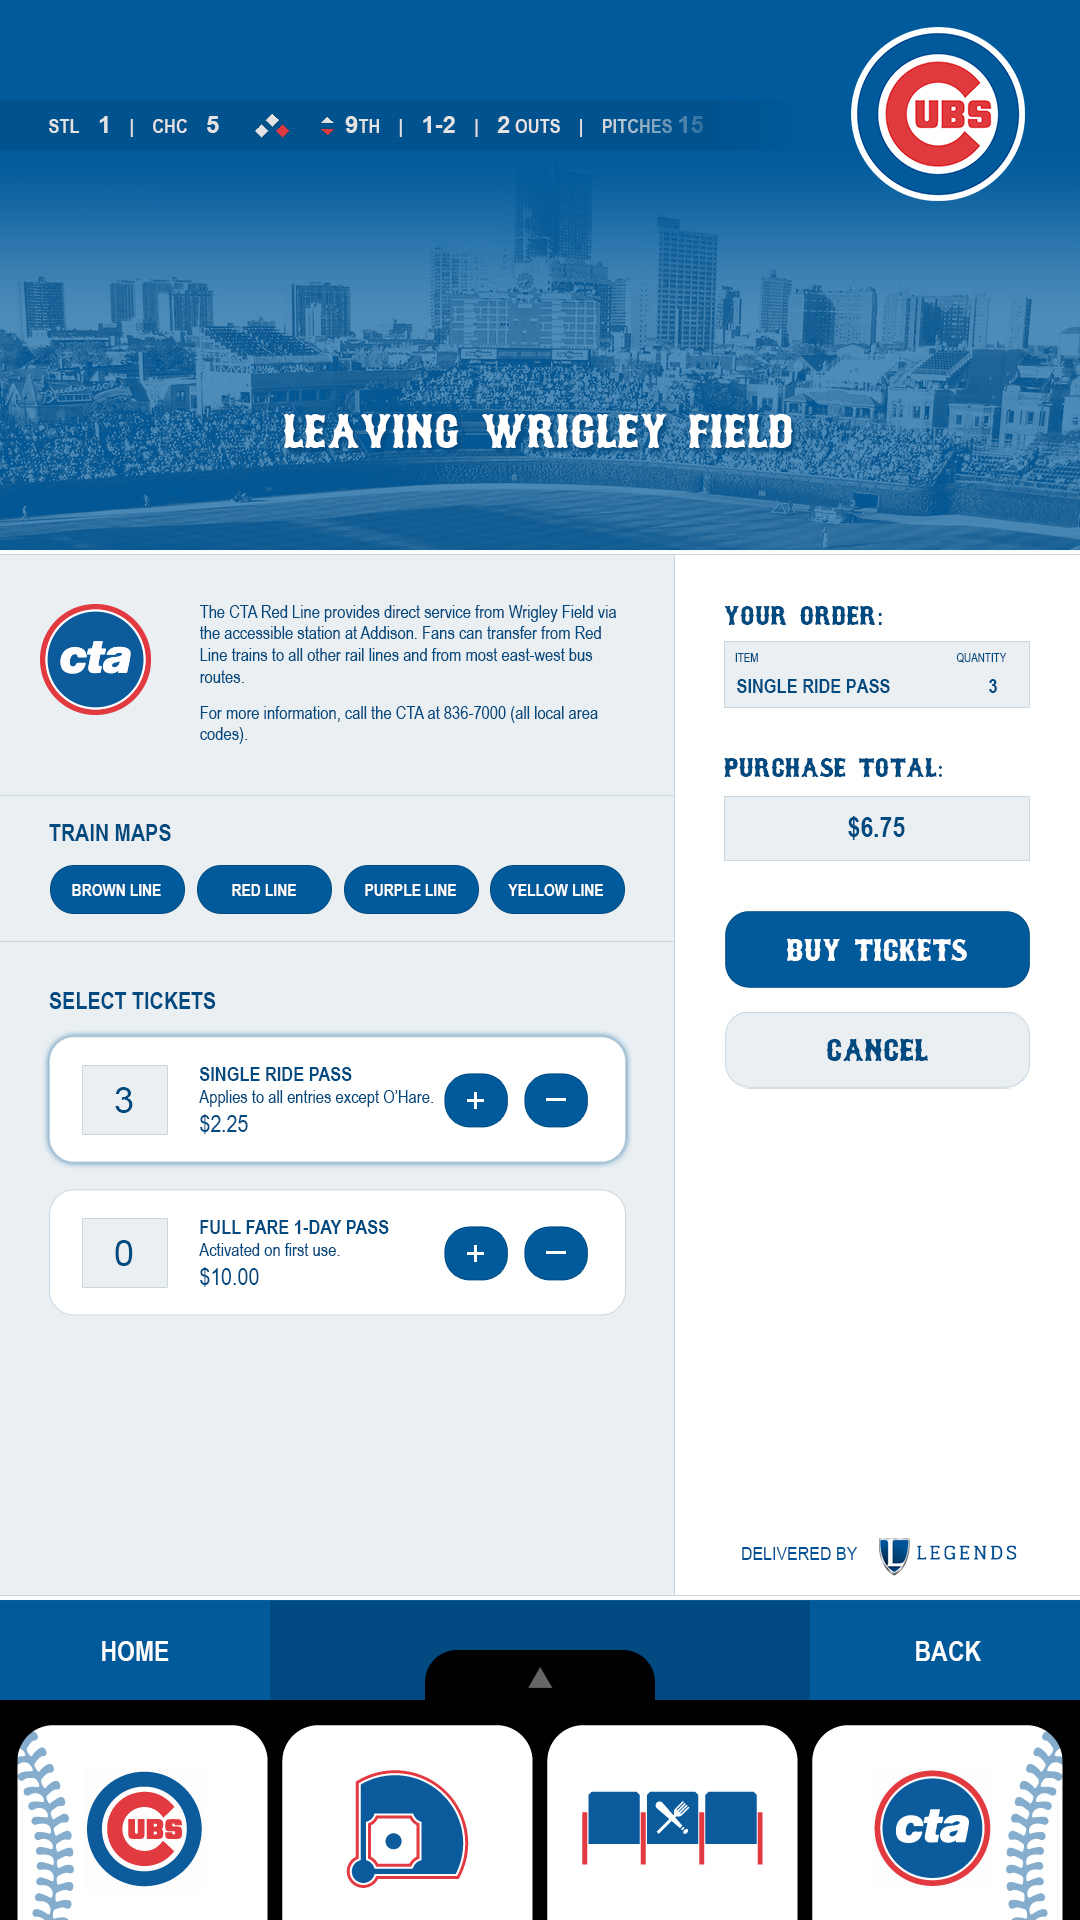 STL 1 | CHC 5 9TH | 1-2 | 2 OUTS | PITCHES 15
CUBS
LEAVING WRIGLEY FIELD
cta
The CTA Red Line provides direct service from Wrigley Field via
the accessible station at Addison. Fans can transfer from Red
Line trains to all other rail lines and from most east-west bus
routes.
For more information, call the CTA at 836-7000 (all local area
codes).
TRAIN MAPS
BROWN LINE
RED LINE
PURPLE LINE
YELLOW LINE
SELECT TICKETS
3
SINGLE RIDE PASS
Applies to all entries except O'Hare.
$2.25
+ −
0
FULL FARE 1-DAY PASS
Activated on first use.
$10.00
+ −
YOUR ORDER:
ITEM QUANTITY
SINGLE RIDE PASS 3
PURCHASE TOTAL:
$6.75
BUY TICKETS
CANCEL
DELIVERED BY L LEGENDS
HOME
BACK
CUBS
cta